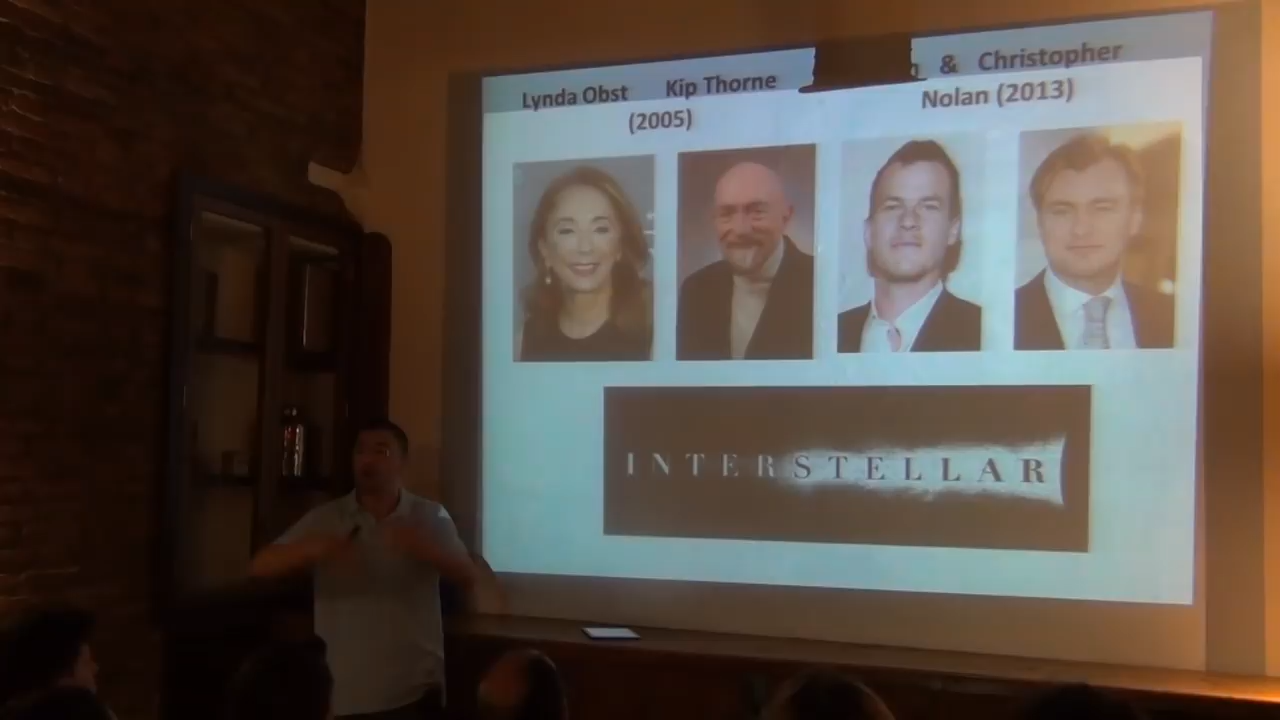 Lynda Obst Kip Thorne & Christopher
(2005) Nolan (2013)
INTERSTELLAR